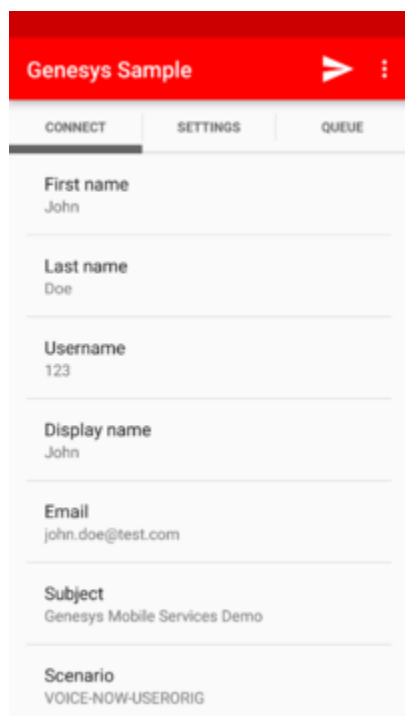 Genesys Sample
CONNECT SETTINGS QUEUE
First name
John
Last name
Doe
Username
123
Display name
John
Email
john.doe@test.com
Subject
Genesys Mobile Services Demo
Scenario
VOICE-NOW-USERORIG